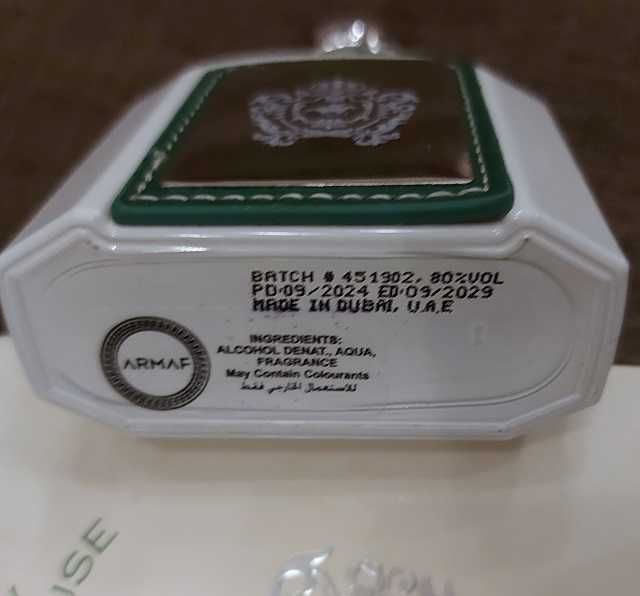 BATCH # 451902, 80%VOL
PD:09/2024 ED:09/2029
MADE IN DUBAI, U.A.E
ARMAF
INGREDIENTS:
ALCOHOL DENAT., AQUA,
FRAGRANCE
May Contain Colourants
للاستعمال الخارجي فقط